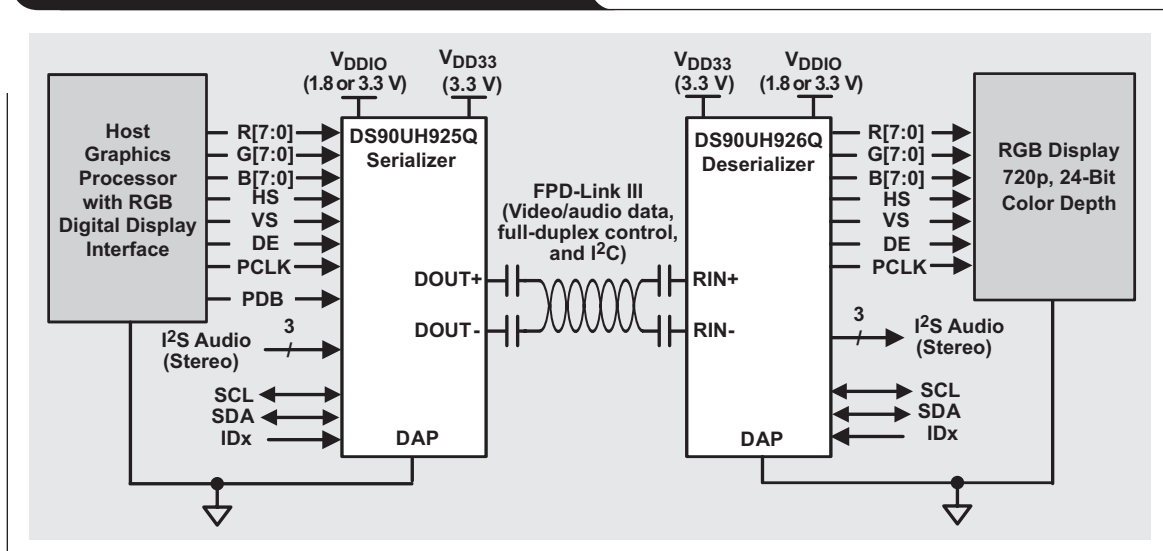 VDDIO
(1.8 or 3.3 V)
VDD33
(3.3 V)
VDD33
(3.3 V)
VDDIO
(1.8 or 3.3 V)
Host
Graphics
Processor
with RGB
Digital Display
Interface
R[7:0]
G[7:0]
B[7:0]
HS
VS
DE
PCLK
PDB
3
I2S Audio
(Stereo)
SCL
SDA
IDx
DS90UH925Q
Serializer
DOUT+
DOUT-
DAP
FPD-Link III
(Video/audio data,
full-duplex control,
and I2C)
DS90UH926Q
Deserializer
RIN+
RIN-
DAP
R[7:0]
G[7:0]
B[7:0]
HS
VS
DE
PCLK
3
I2S Audio
(Stereo)
SCL
SDA
IDx
RGB Display
720p, 24-Bit
Color Depth